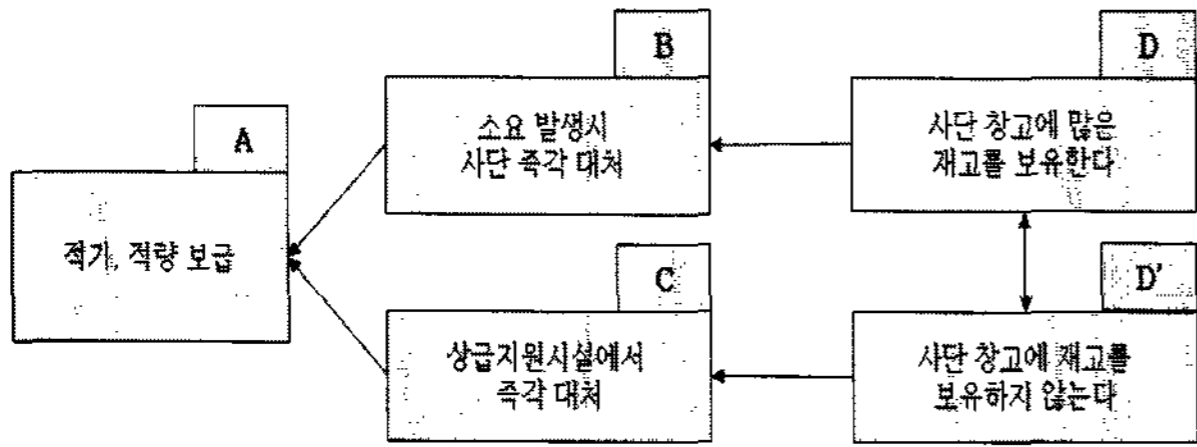 A
적기, 적량 보급
B
소요 발생시
사단 즉각 대처
C
상급지원시설에서
즉각 대처
D
사단 창고에 많은
재고를 보유한다
D'
사단 창고에 재고를
보유하지 않는다